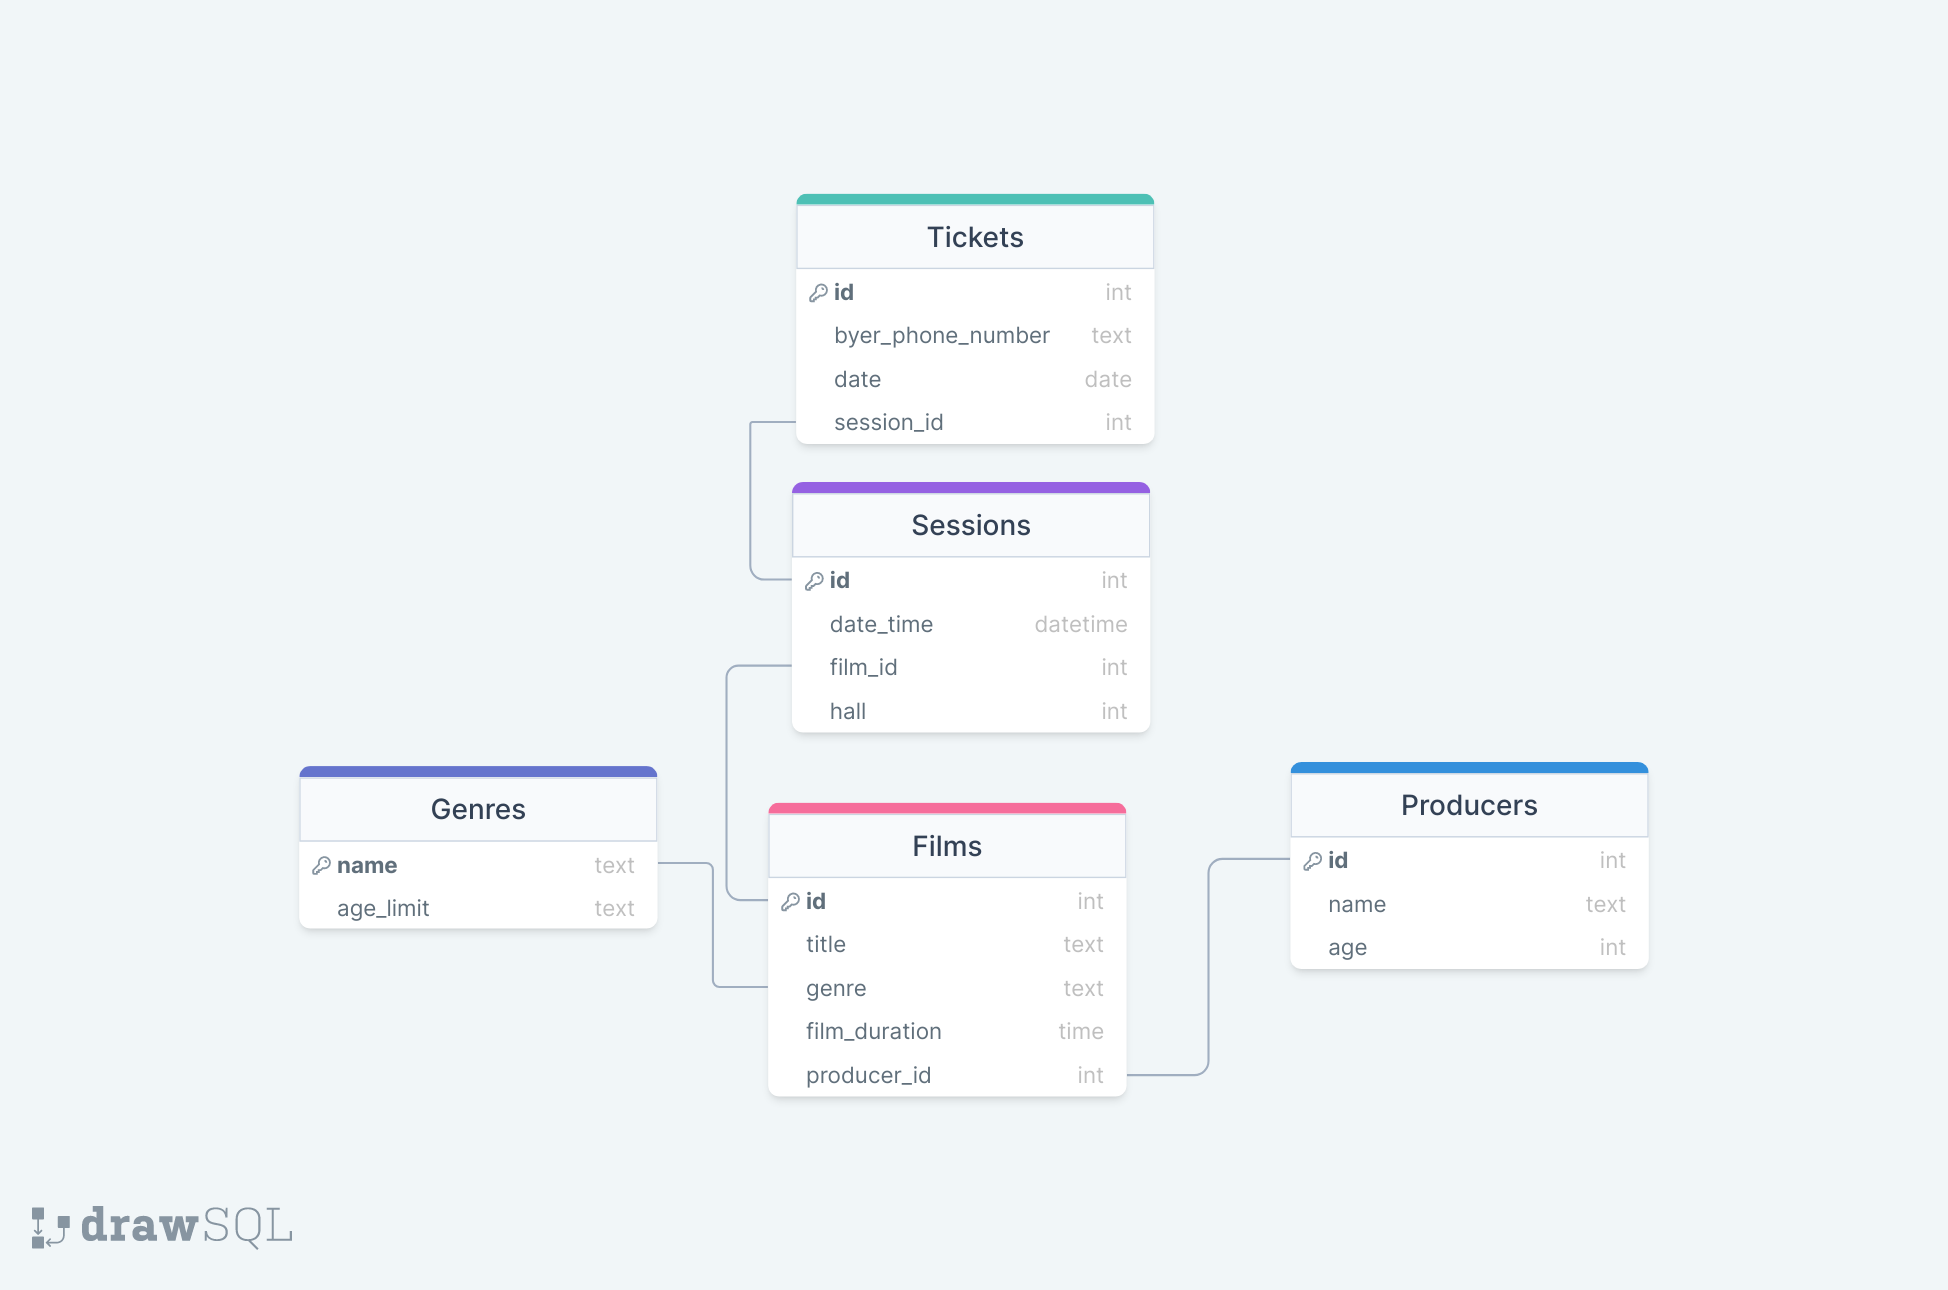 Tickets
id int
byer_phone_number text
date date
session_id int
Sessions
id int
date_time datetime
film_id int
hall int
Genres
name text
age_limit text
Films
id int
title text
genre text
film_duration time
producer_id int
Producers
id int
name text
age int
drawSQL